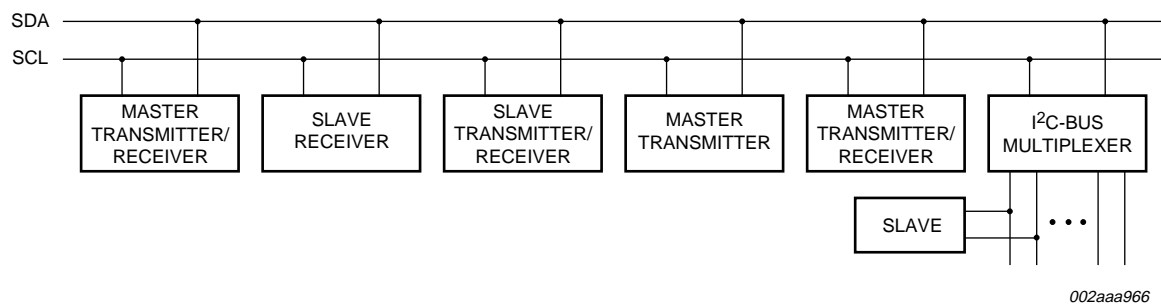 SDA
SCL
MASTER
TRANSMITTER/
RECEIVER
SLAVE
RECEIVER
SLAVE
TRANSMITTER/
RECEIVER
MASTER
TRANSMITTER
MASTER
TRANSMITTER/
RECEIVER
I²C-BUS
MULTIPLEXER
SLAVE
002aaa966